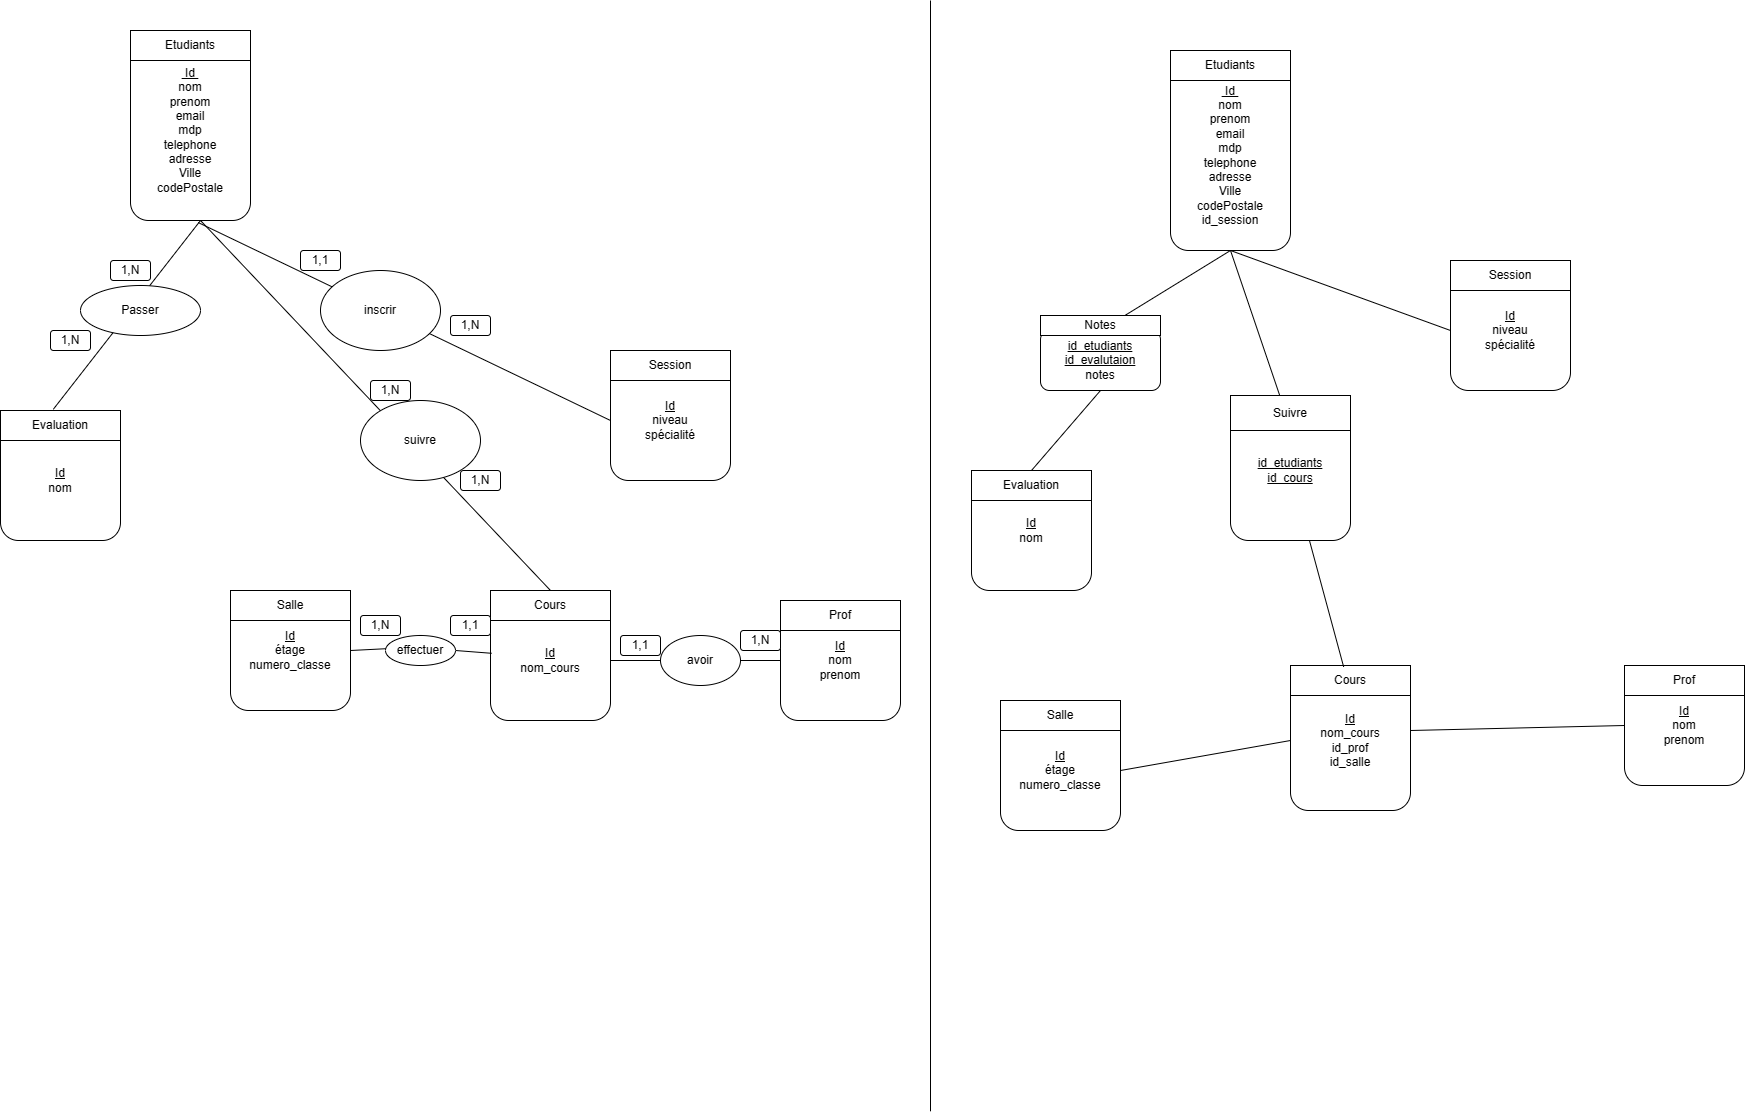 Etudiants
Id
nom
prenom
email
mdp
telephone
adresse
Ville
codePostale
1,N
1,1
Passer
inscrir
1,N
1,N
Session
Id
niveau
spécialité
1,N
suivre
1,N
Evaluation
Id
nom
Salle
Id
étage
numero_classe
1,N
effectuer
1,1
Cours
Id
nom_cours
1,1
avoir
1,N
Prof
Id
nom
prenom
Etudiants
Id
nom
prenom
email
mdp
telephone
adresse
Ville
codePostale
id_session
Session
Id
niveau
spécialité
Notes
id_etudiants
id_evalutaion
notes
Suivre
id_etudiants
id_cours
Evaluation
Id
nom
Salle
Id
étage
numero_classe
Cours
Id
nom_cours
id_prof
id_salle
Prof
Id
nom
prenom